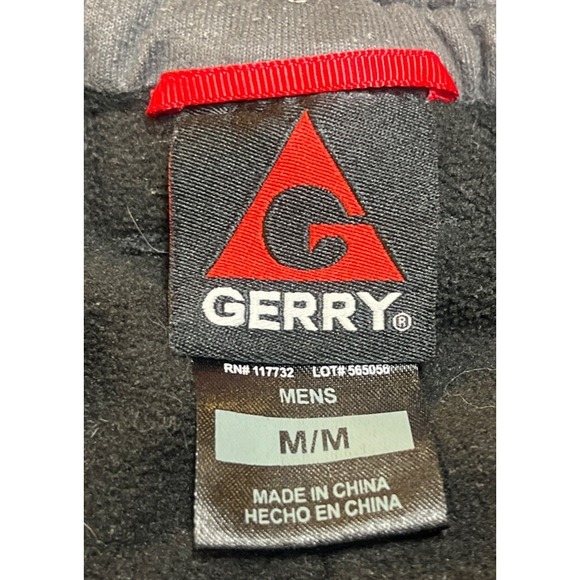 G
GERRY®
RN# 117732 LOT# 565056
MENS
M/M
MADE IN CHINA
HECHO EN CHINA